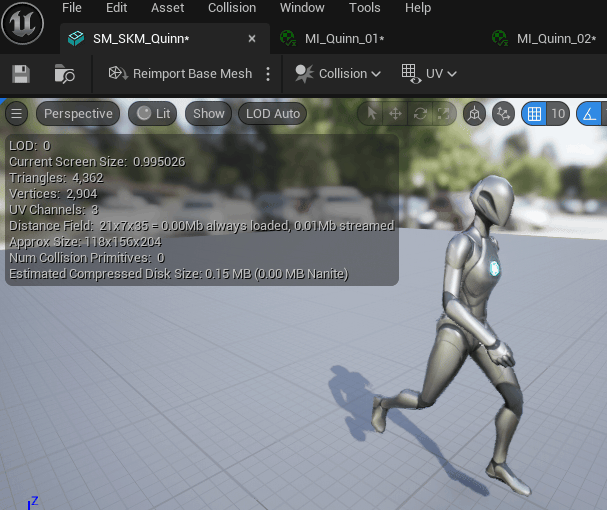 File Edit Asset Collision Window Tools Help
SM_SKM_Quinn* MI_Quinn_01* MI_Quinn_02*
Reimport Base Mesh Collision UV
Perspective Lit Show LOD Auto 10
LOD: 0
Current Screen Size: 0.995026
Triangles: 4,362
Vertices: 2,904
UV Channels: 3
Distance Field: 21x7x35 = 0.00Mb always loaded, 0.01Mb streamed
Approx Size: 118x156x204
Num Collision Primitives: 0
Estimated Compressed Disk Size: 0.15 MB (0.00 MB Nanite)
Z